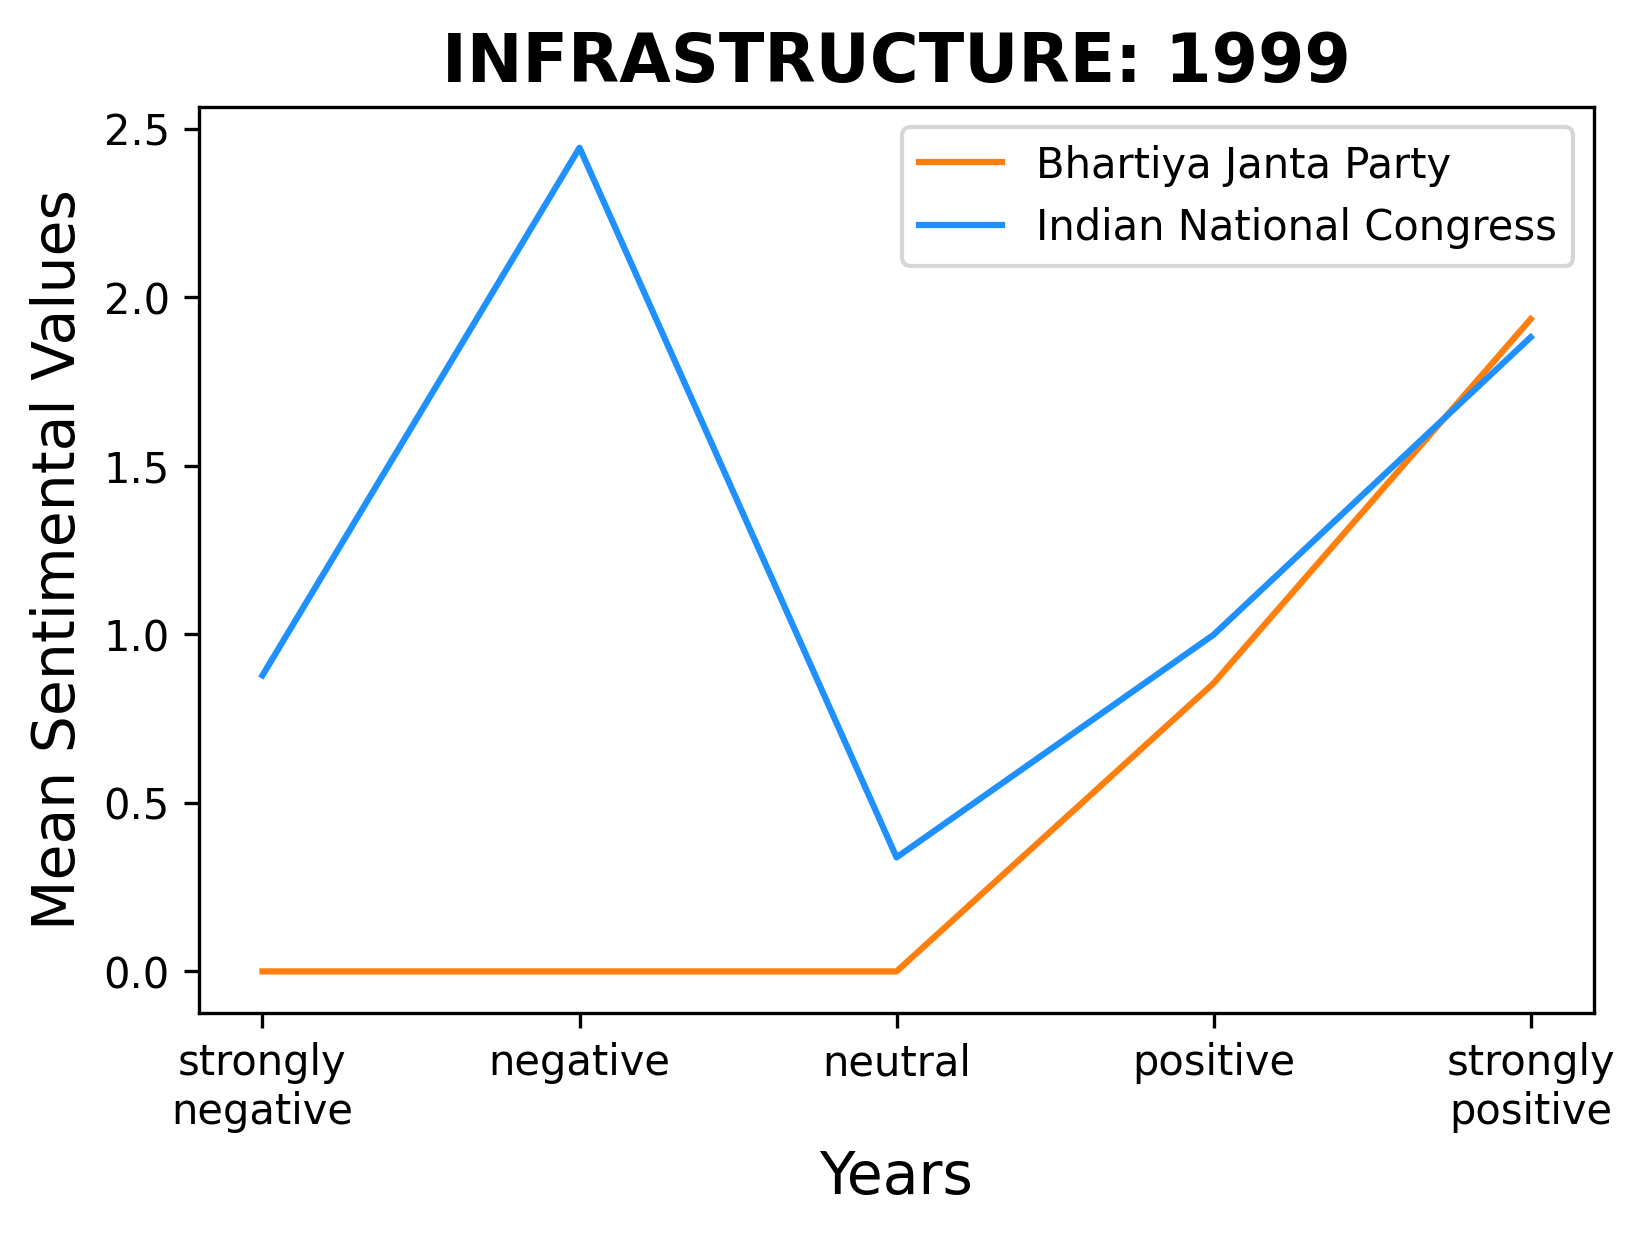 INFRASTRUCTURE: 1999
Bhartiya Janta Party
Indian National Congress
Mean Sentimental Values
2.5
2.0
1.5
1.0
0.5
0.0
strongly
negative
negative
neutral
positive
strongly
positive
Years